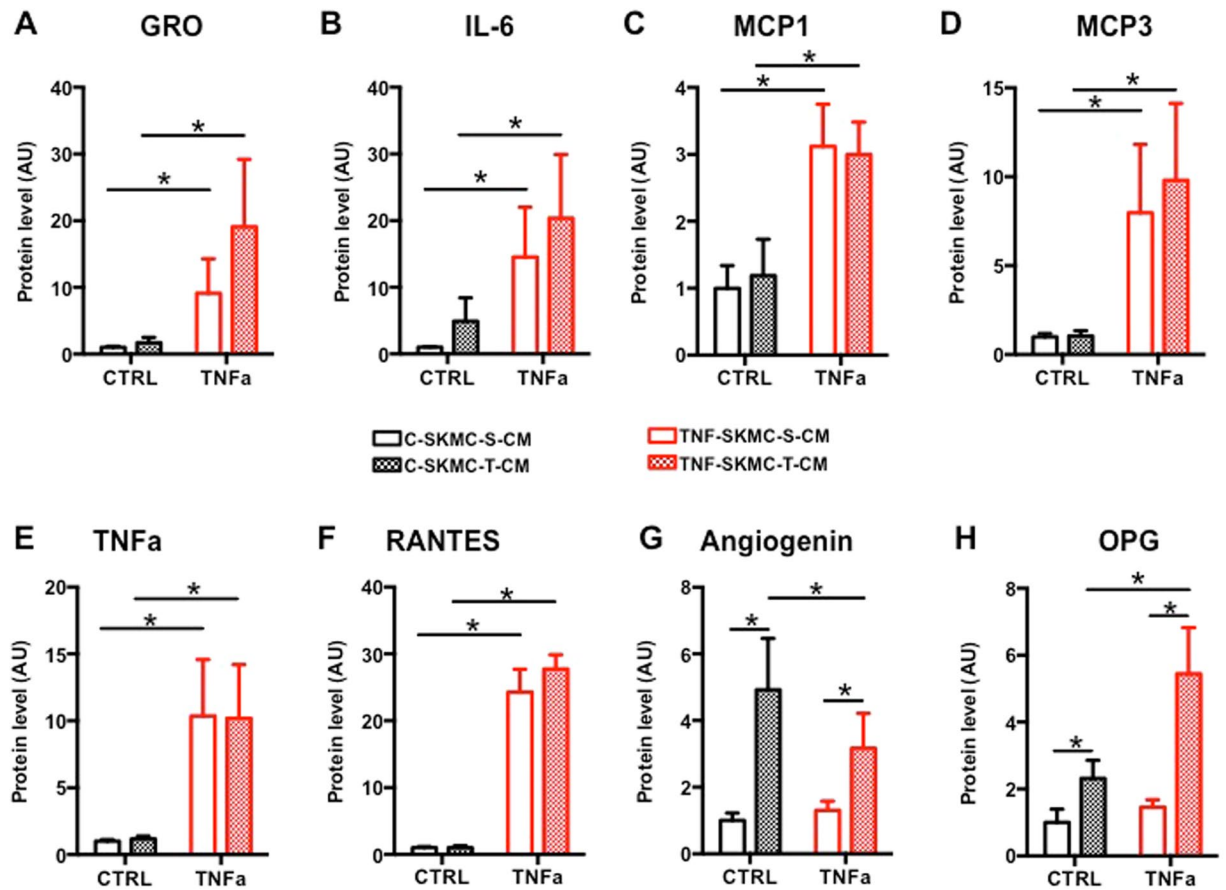 A GRO
B IL-6
C MCP1
D MCP3
Protein level (AU)
40
30
20
10
0
* *
CTRL TNFa
Protein level (AU)
40
30
20
10
0
* *
CTRL TNFa
Protein level (AU)
4
3
2
1
0
* *
CTRL TNFa
Protein level (AU)
15
10
5
0
* *
CTRL TNFa
C-SKMC-S-CM
C-SKMC-T-CM
TNF-SKMC-S-CM
TNF-SKMC-T-CM
E TNFa
F RANTES
G Angiogenin
H OPG
Protein level (AU)
20
15
10
5
0
* *
CTRL TNFa
Protein level (AU)
40
30
20
10
0
* *
CTRL TNFa
Protein level (AU)
8
6
4
2
0
* * *
CTRL TNFa
Protein level (AU)
8
6
4
2
0
* * *
CTRL TNFa